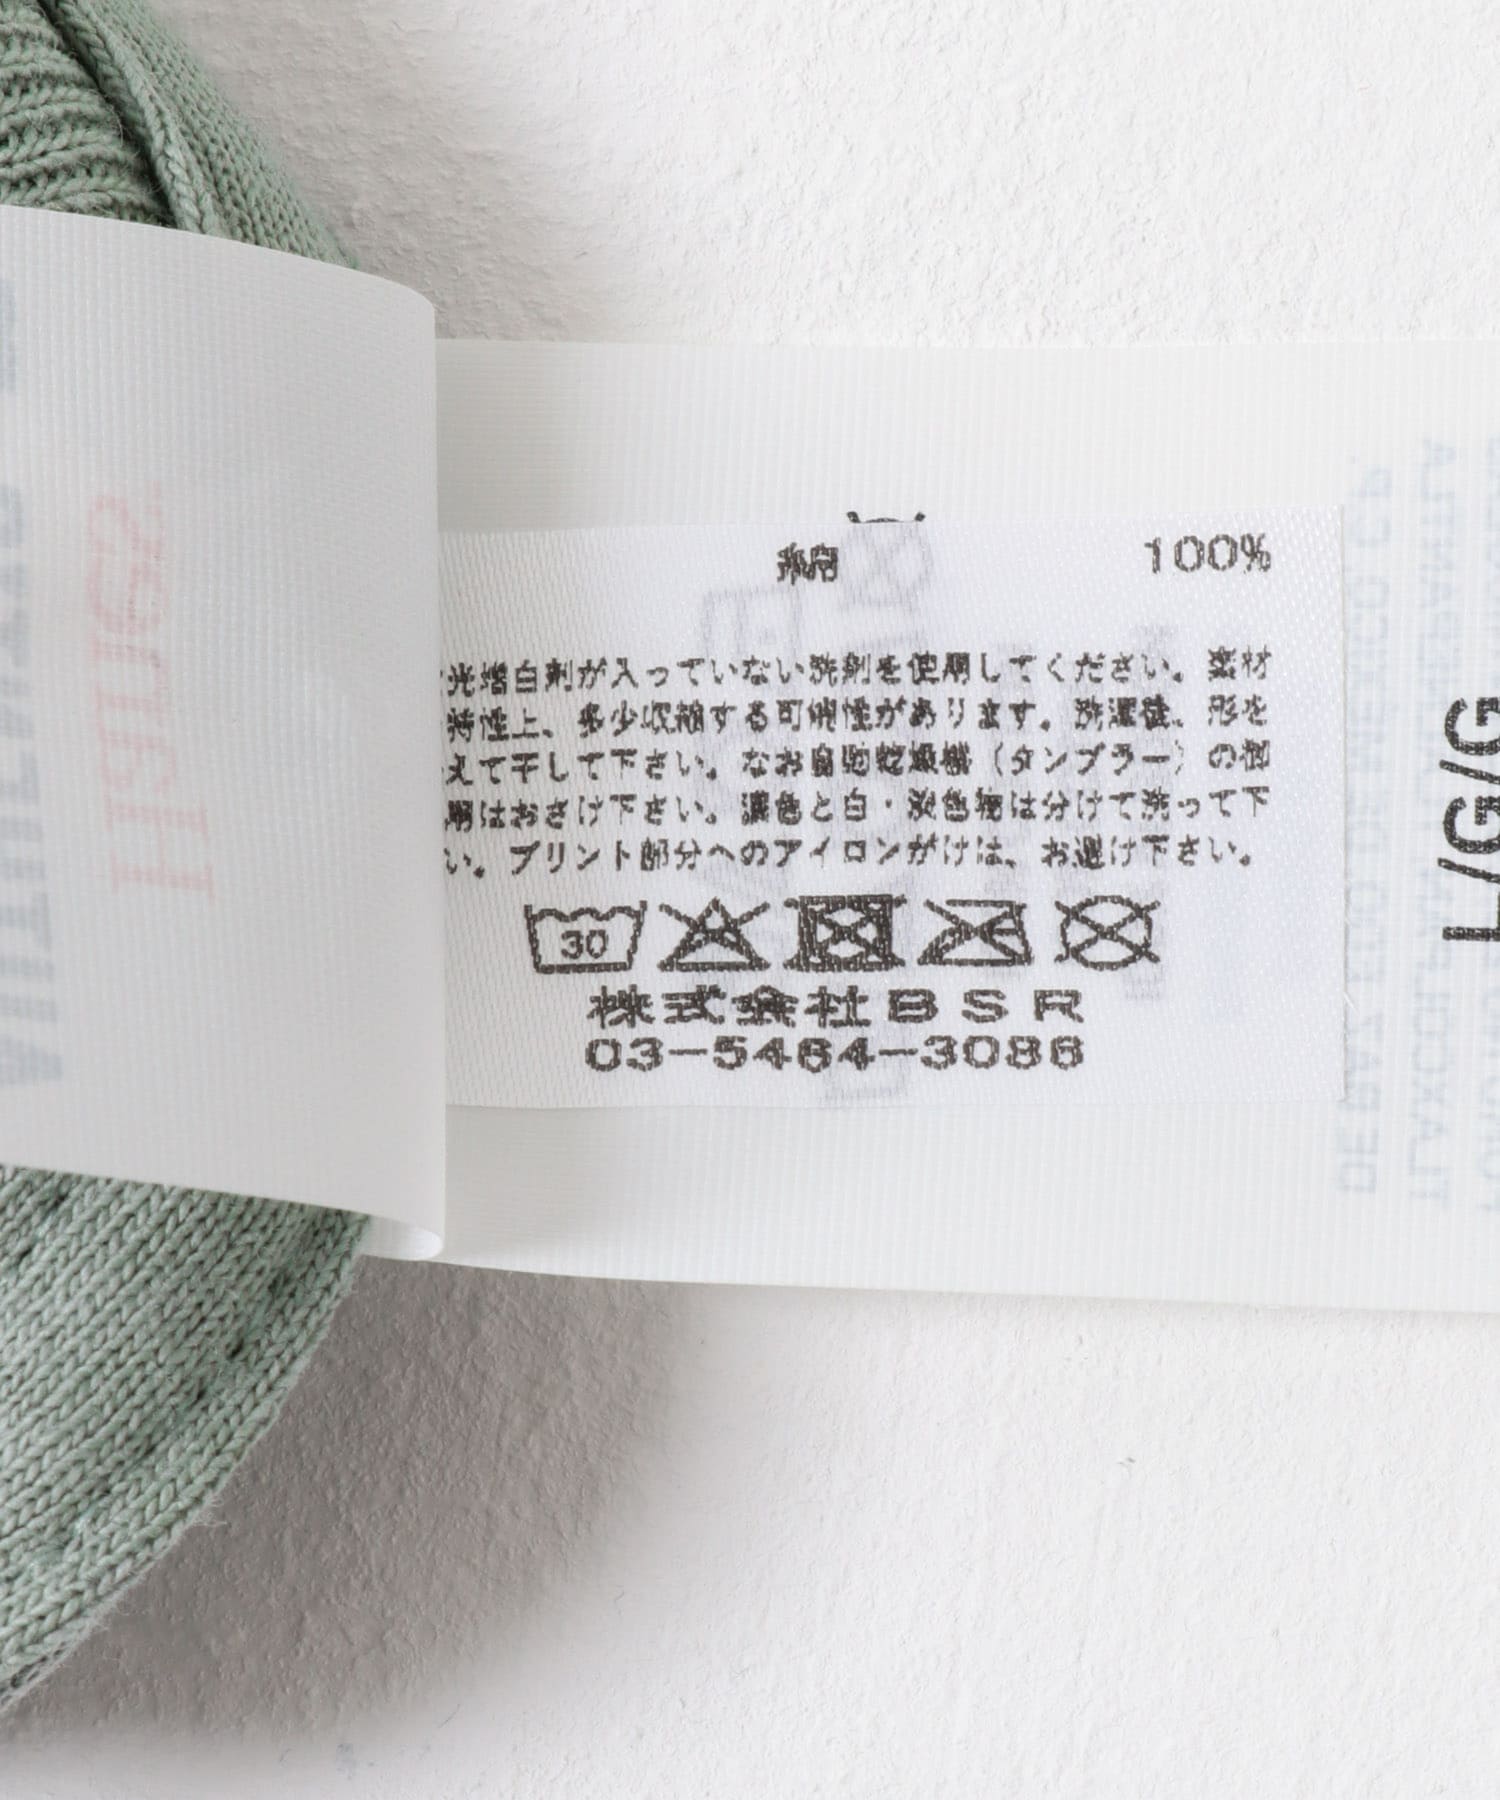 綿 100%
光増白剤が入っていない洗剤を使用してください。素材
特性上、多少収縮する可能性があります。洗濯後、形を
えて干して下さい。なお自動乾燥機（タンブラー）の御
用はおさけ下さい。濃色と白・淡色物は分けて洗って下
い。プリント部分へのアイロンがけは、お避け下さい。
30
株式会社BSR
03-5464-3086
L/G/G
Hanes